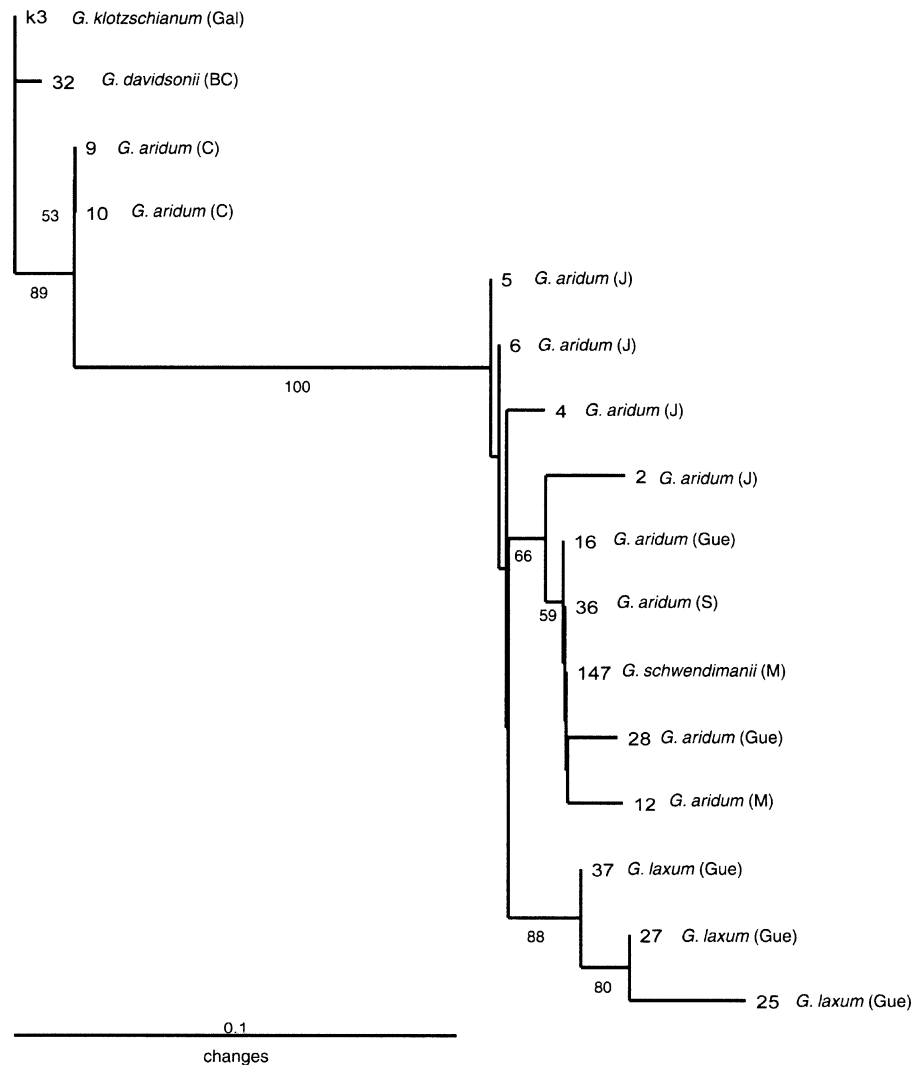 k3 G. klotzschianum (Gal)
32 G. davidsonii (BC)
9 G. aridum (C)
53
10 G. aridum (C)
89
5 G. aridum (J)
6 G. aridum (J)
100
4 G. aridum (J)
2 G. aridum (J)
16 G. aridum (Gue)
66
59
36 G. aridum (S)
147 G. schwendimanii (M)
28 G. aridum (Gue)
12 G. aridum (M)
37 G. laxum (Gue)
88
27 G. laxum (Gue)
80
25 G. laxum (Gue)
0.1
changes